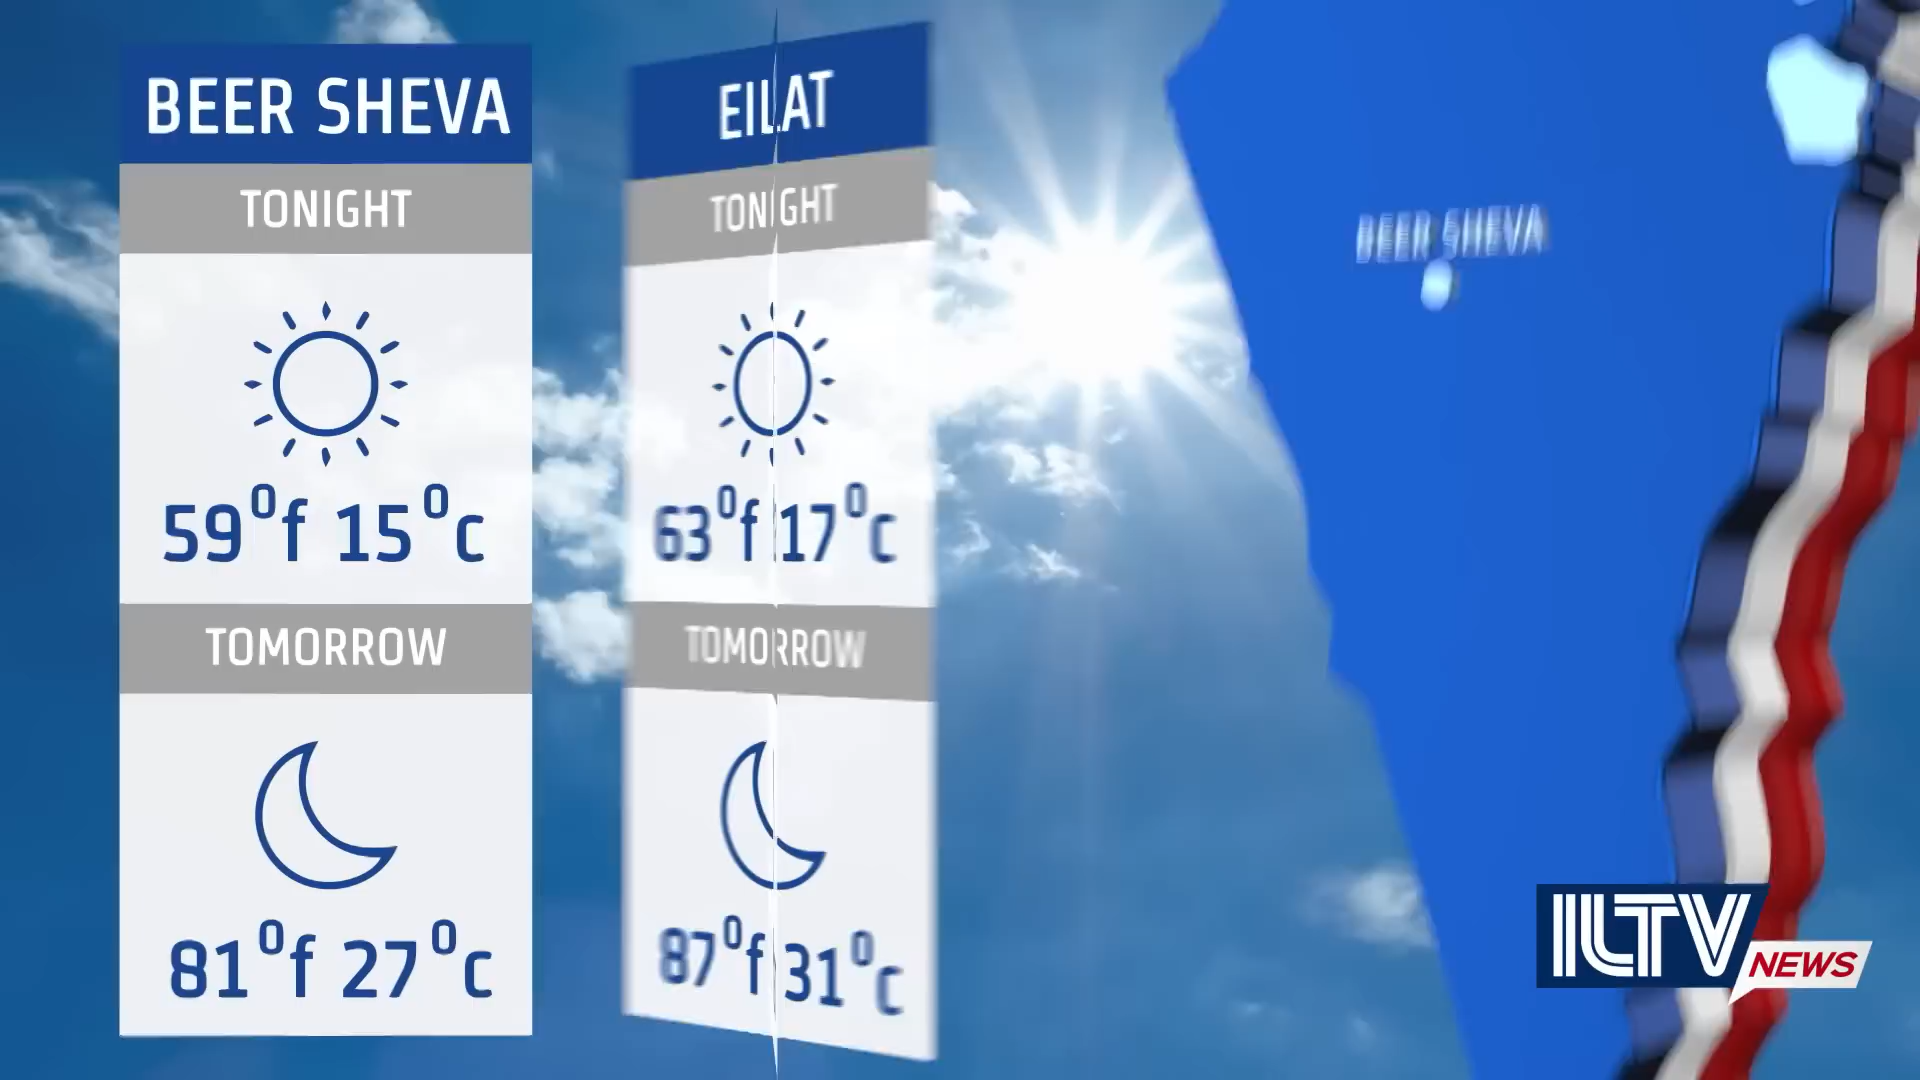 BEER SHEVA
TONIGHT
59°f 15°c
TOMORROW
81°f 27°c
EILAT
TONIGHT
63°f 17°c
TOMORROW
87°f 31°c
BEER SHEVA
ILTV
NEWS